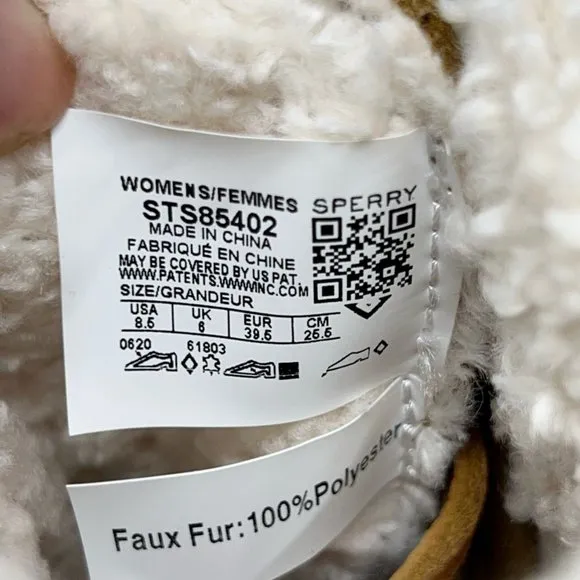 WOMENS/FEMMES SPERRY
STS85402
MADE IN CHINA
FABRIQUÉ EN CHINE
MAY BE COVERED BY US PAT.
WWW.PATENTS.WWWINC.COM
SIZE/GRANDEUR
USA UK EUR CM
8.5 6 39.5 25.5
0620 61803
Faux Fur:100%Polyester